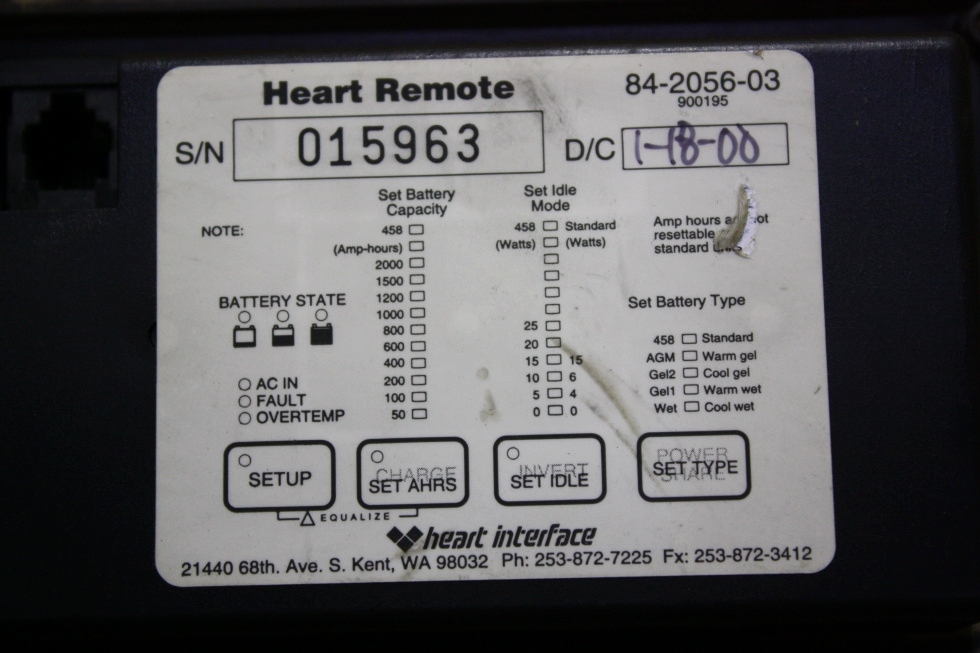 Heart Remote 84-2056-03
900195
S/N 015963 D/C 1-18-00
Set Battery Capacity
Set Idle Mode
NOTE:
458
(Amp-hours)
2000
1500
1200
1000
800
600
400
200
100
50
458 Standard
(Watts) (Watts)
25
20
15 15
10 6
5 4
0 0
Amp hours not
resettable
standard
Set Battery Type
458 Standard
AGM Warm gel
Gel2 Cool gel
Gel1 Warm wet
Wet Cool wet
BATTERY STATE
AC IN
FAULT
OVERTEMP
SETUP
CHARGE
SET AHRS
INVERT
SET IDLE
POWER
SET TYPE
SHARE
EQUALIZE
heart interface
21440 68th. Ave. S. Kent, WA 98032 Ph: 253-872-7225 Fx: 253-872-3412